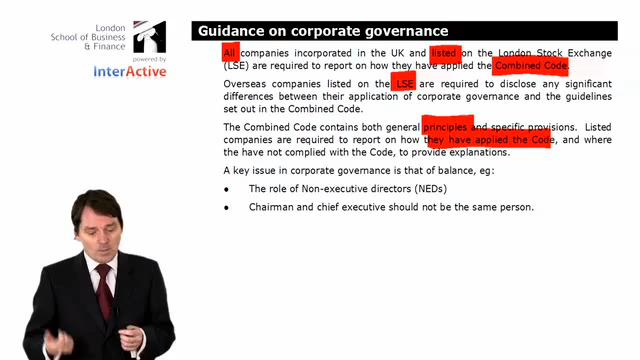 London
School of Business
& Finance
powered by
InterActive
Guidance on corporate governance
All companies incorporated in the UK and listed on the London Stock Exchange
(LSE) are required to report on how they have applied the Combined Code.
Overseas companies listed on the LSE are required to disclose any significant
differences between their application of corporate governance and the guidelines
set out in the Combined Code.
The Combined Code contains both general principles and specific provisions. Listed
companies are required to report on how they have applied the Code, and where
the have not complied with the Code, to provide explanations.
A key issue in corporate governance is that of balance, eg:
● The role of Non-executive directors (NEDs)
● Chairman and chief executive should not be the same person.